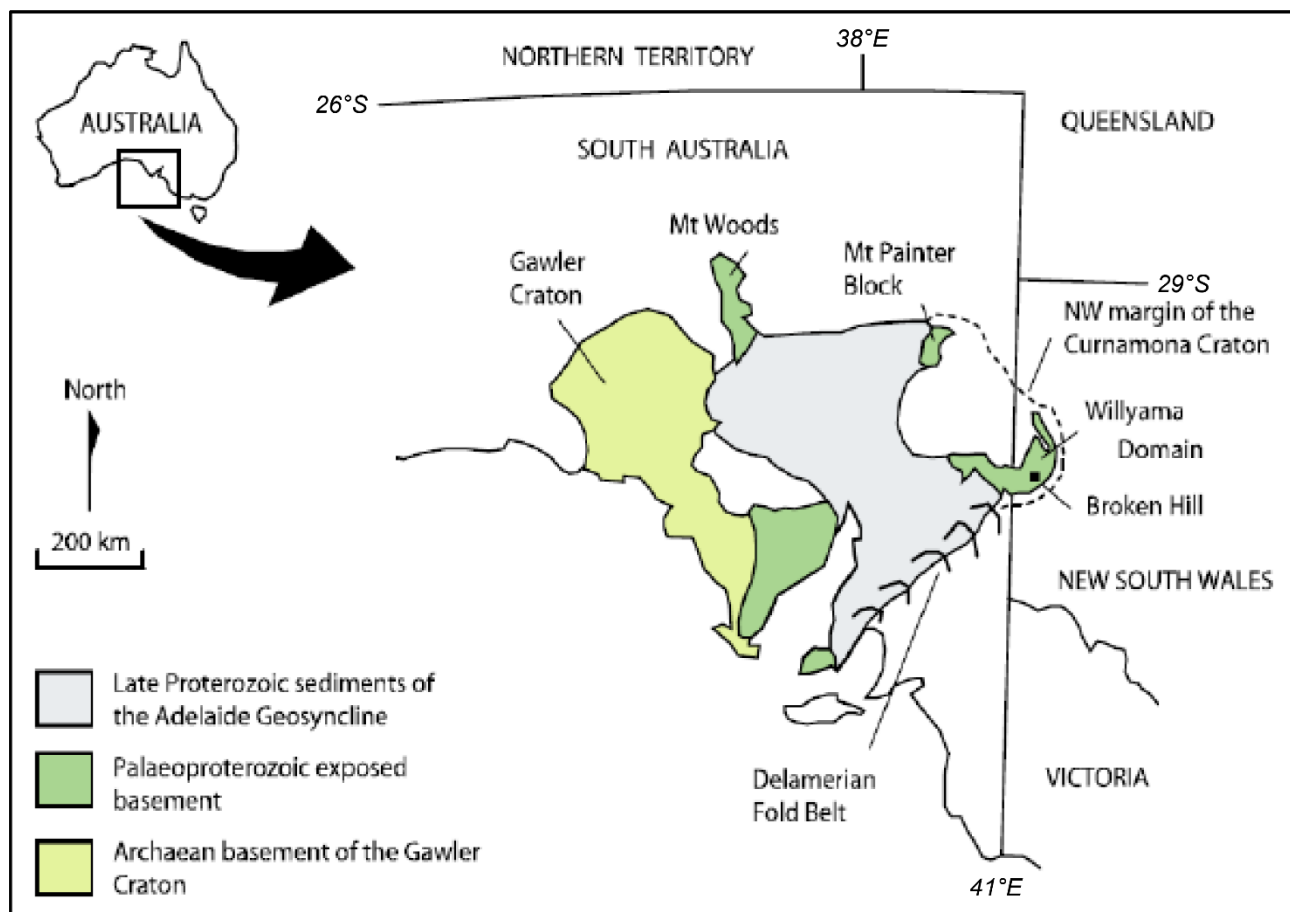 NORTHERN TERRITORY
38°E
26°S
AUSTRALIA
QUEENSLAND
SOUTH AUSTRALIA
Mt Woods
Mt Painter
Block
Gawler
Craton
29°S
NW margin of the
Curnamona Craton
North
Willyama
Domain
Broken Hill
200 km
NEW SOUTH WALES
Late Proterozoic sediments of
the Adelaide Geosyncline
Palaeoproterozoic exposed
basement
Delamerian
Fold Belt
VICTORIA
Archaean basement of the Gawler
Craton
41°E